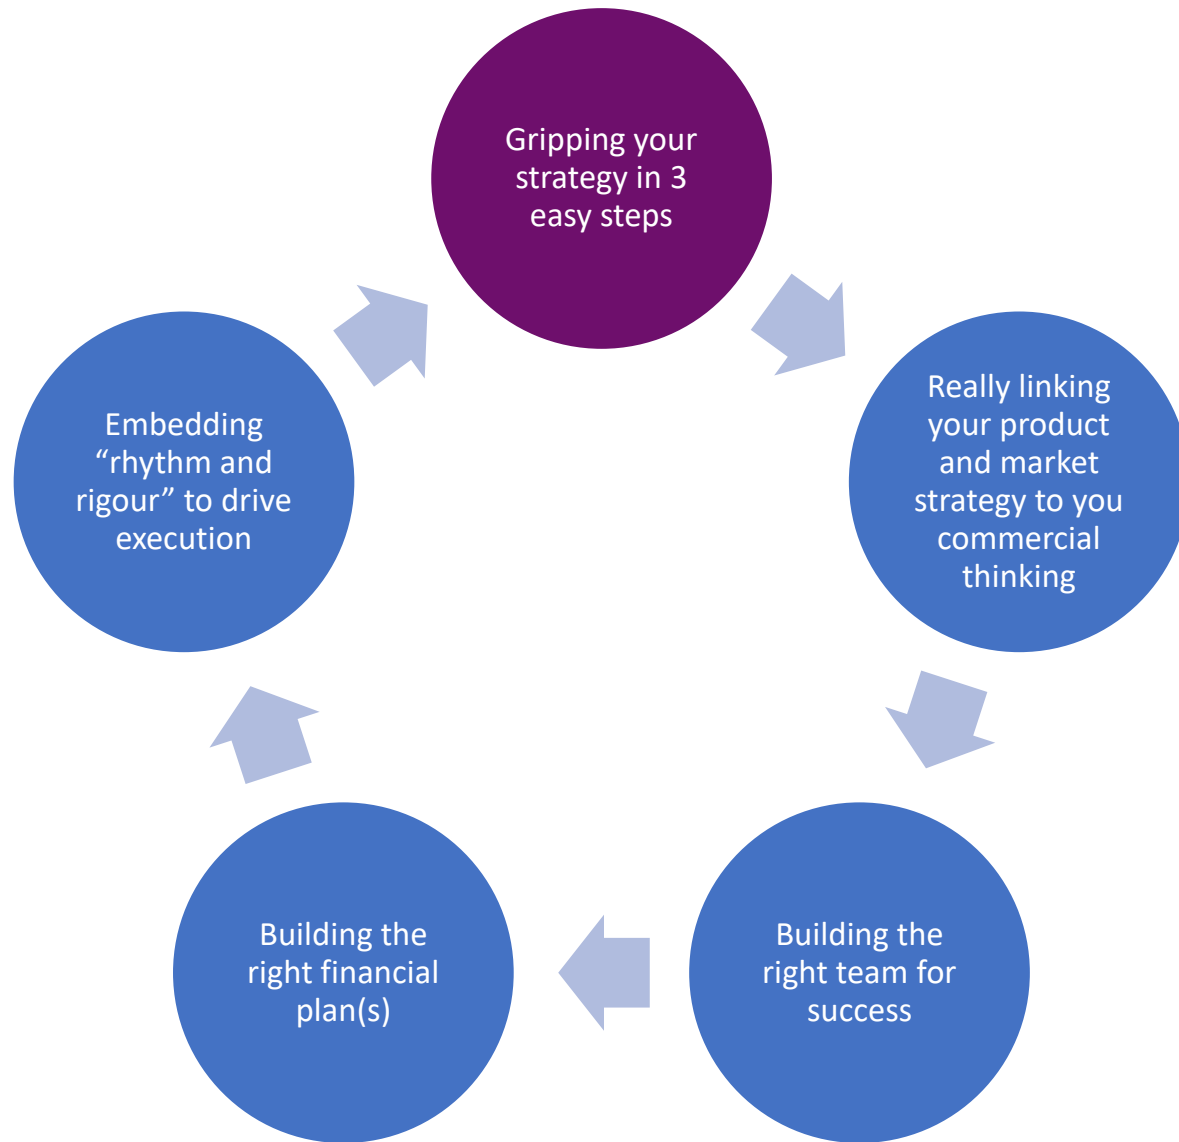 Gripping your
strategy in 3
easy steps
Really linking
your product
and market
strategy to you
commercial
thinking
Building the
right team for
success
Building the
right financial
plan(s)
Embedding
“rhythm and
rigour” to drive
execution